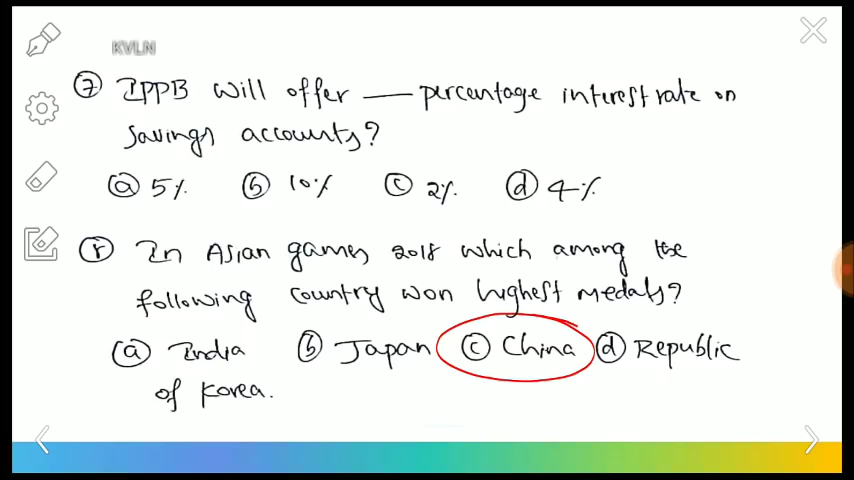 KVLN
⑦ IPPB will offer ___ percentage interest rate on
savings accounts?
ⓐ 5% ⓑ 10% ⓒ 2% ⓓ 4%
⑧ In Asian games 2018 which among the
following country won highest medals?
ⓐ India ⓑ Japan ⓒ China ⓓ Republic
of Korea.